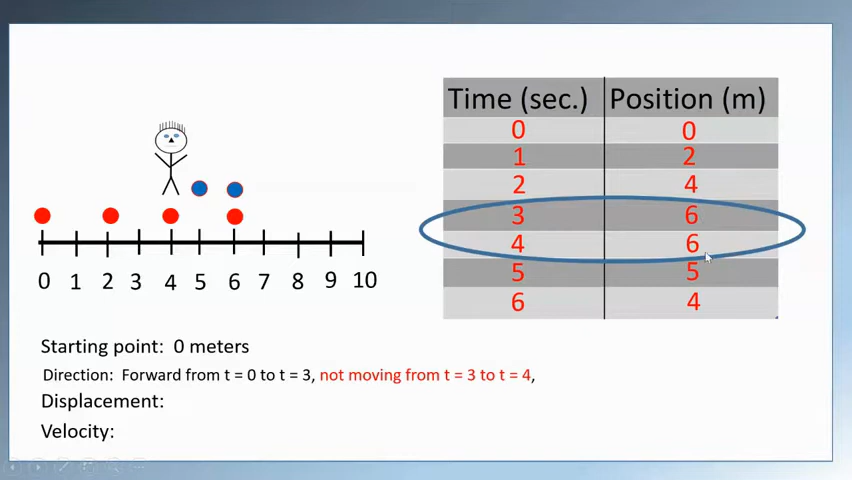 Time (sec.) Position (m)
0 0
1 2
2 4
3 6
4 6
5 5
6 4
0 1 2 3 4 5 6 7 8 9 10
Starting point: 0 meters
Direction: Forward from t = 0 to t = 3, not moving from t = 3 to t = 4,
Displacement:
Velocity: